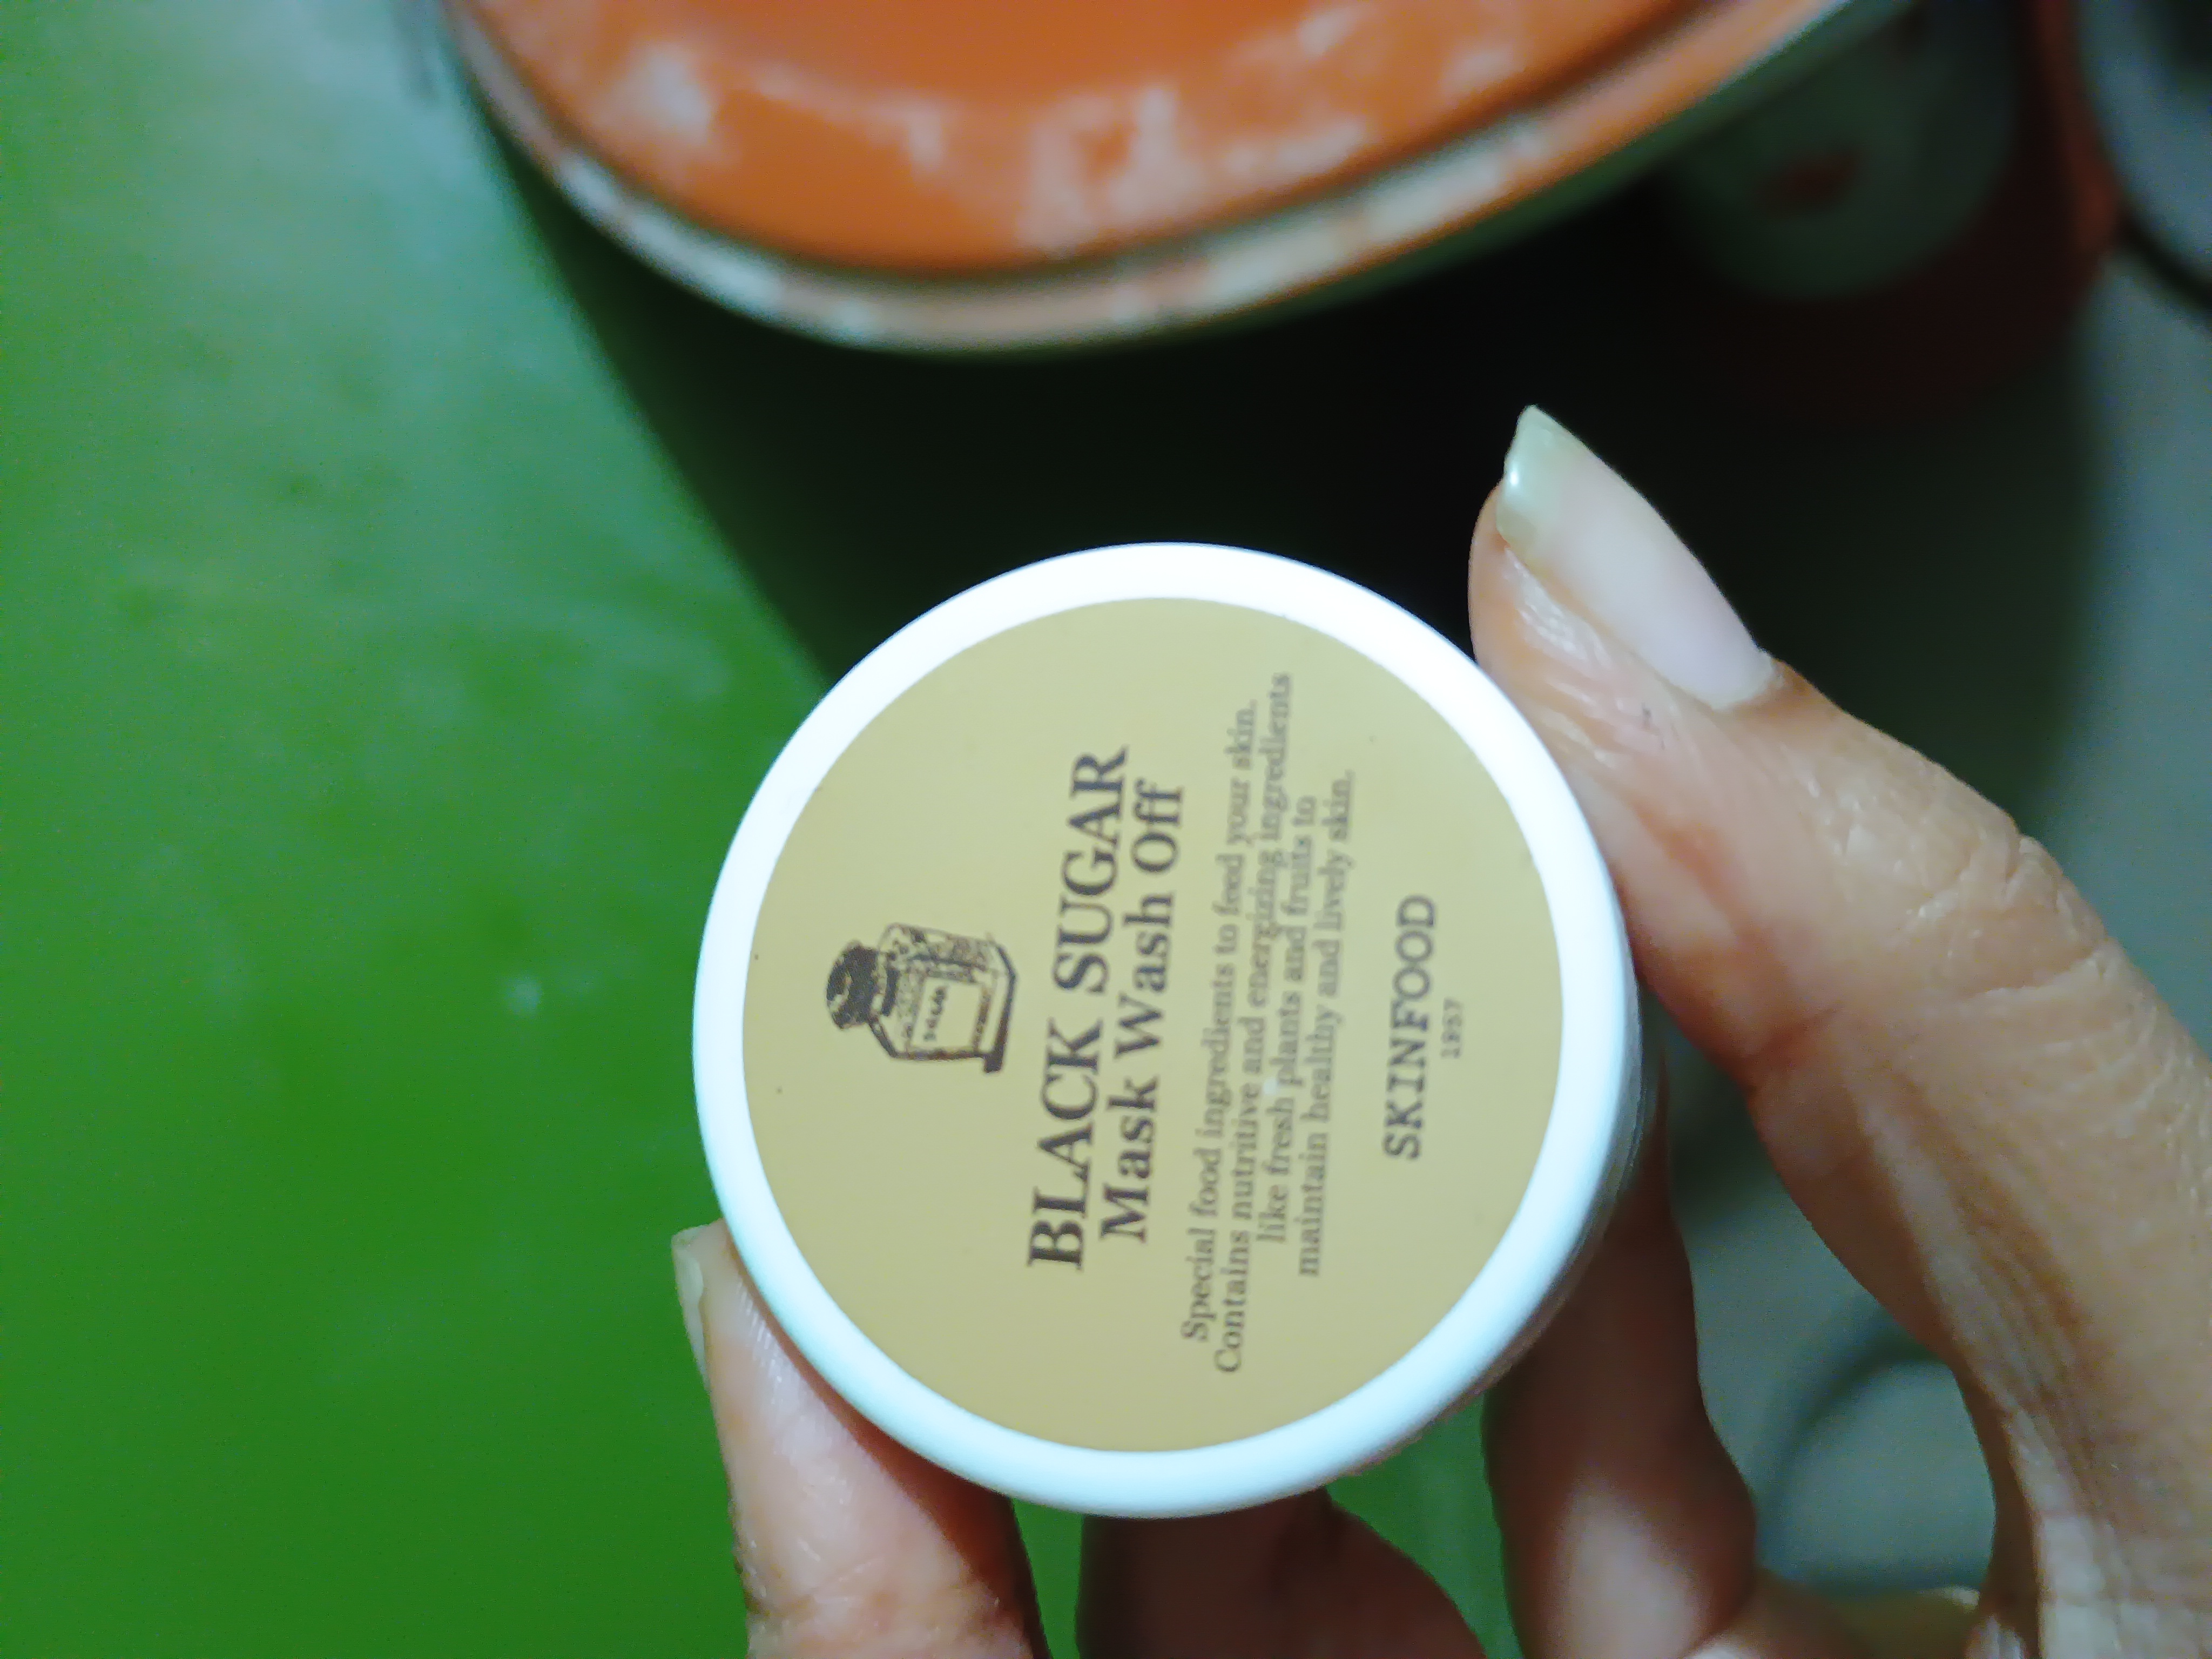 SUGAR
BLACK SUGAR
Mask Wash Off
Special food ingredients to feed your skin.
Contains nutritive and energizing ingredients
like fresh plants and fruits to
maintain healthy and lively skin.
SKINFOOD
1957